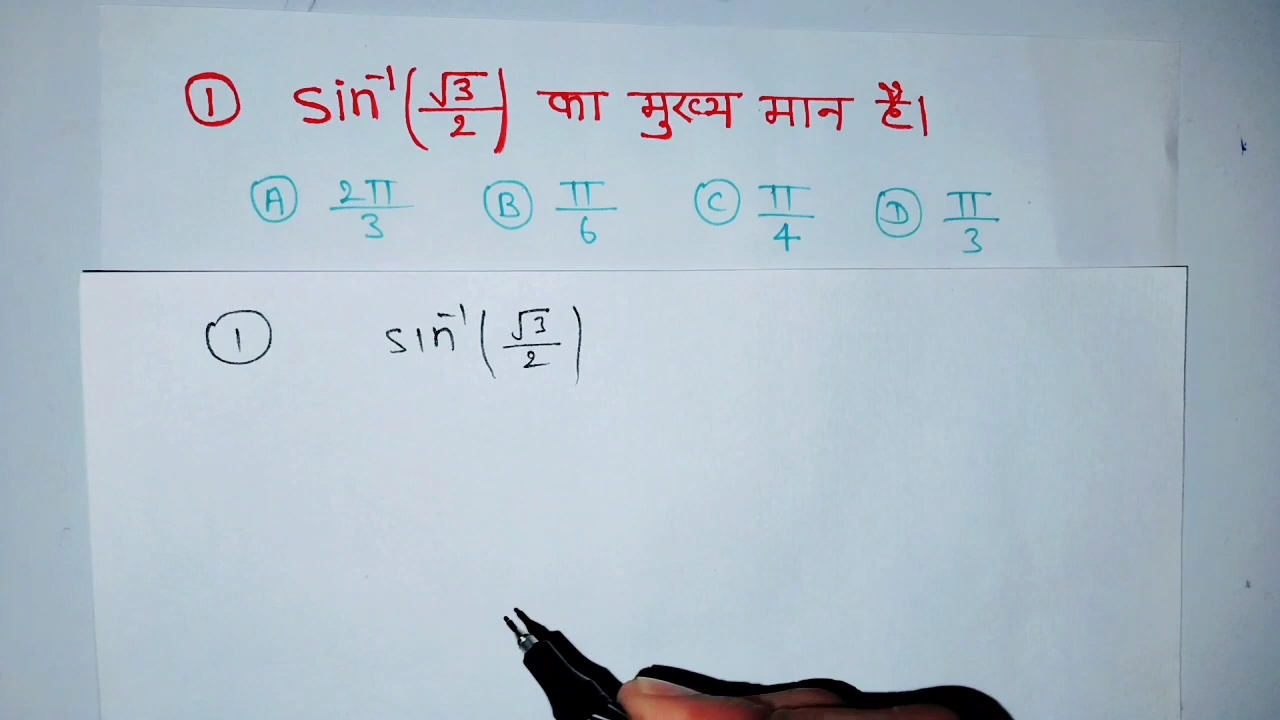 ① sin⁻¹(√3/2) का मुख्य मान है।
Ⓐ 2π/3 Ⓑ π/6 Ⓒ π/4 Ⓓ π/3
① sin⁻¹(√3/2)